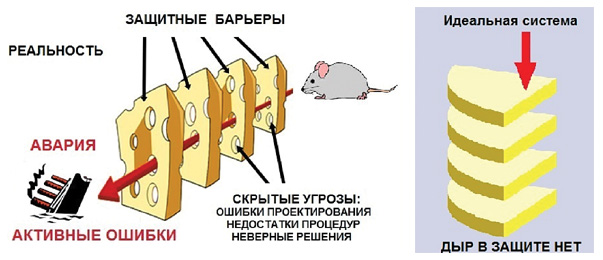 ЗАЩИТНЫЕ БАРЬЕРЫ
РЕАЛЬНОСТЬ
АВАРИЯ
АКТИВНЫЕ ОШИБКИ
СКРЫТЫЕ УГРОЗЫ:
ОШИБКИ ПРОЕКТИРОВАНИЯ
НЕДОСТАТКИ ПРОЦЕДУР
НЕВЕРНЫЕ РЕШЕНИЯ
Идеальная система
ДЫР В ЗАЩИТЕ НЕТ